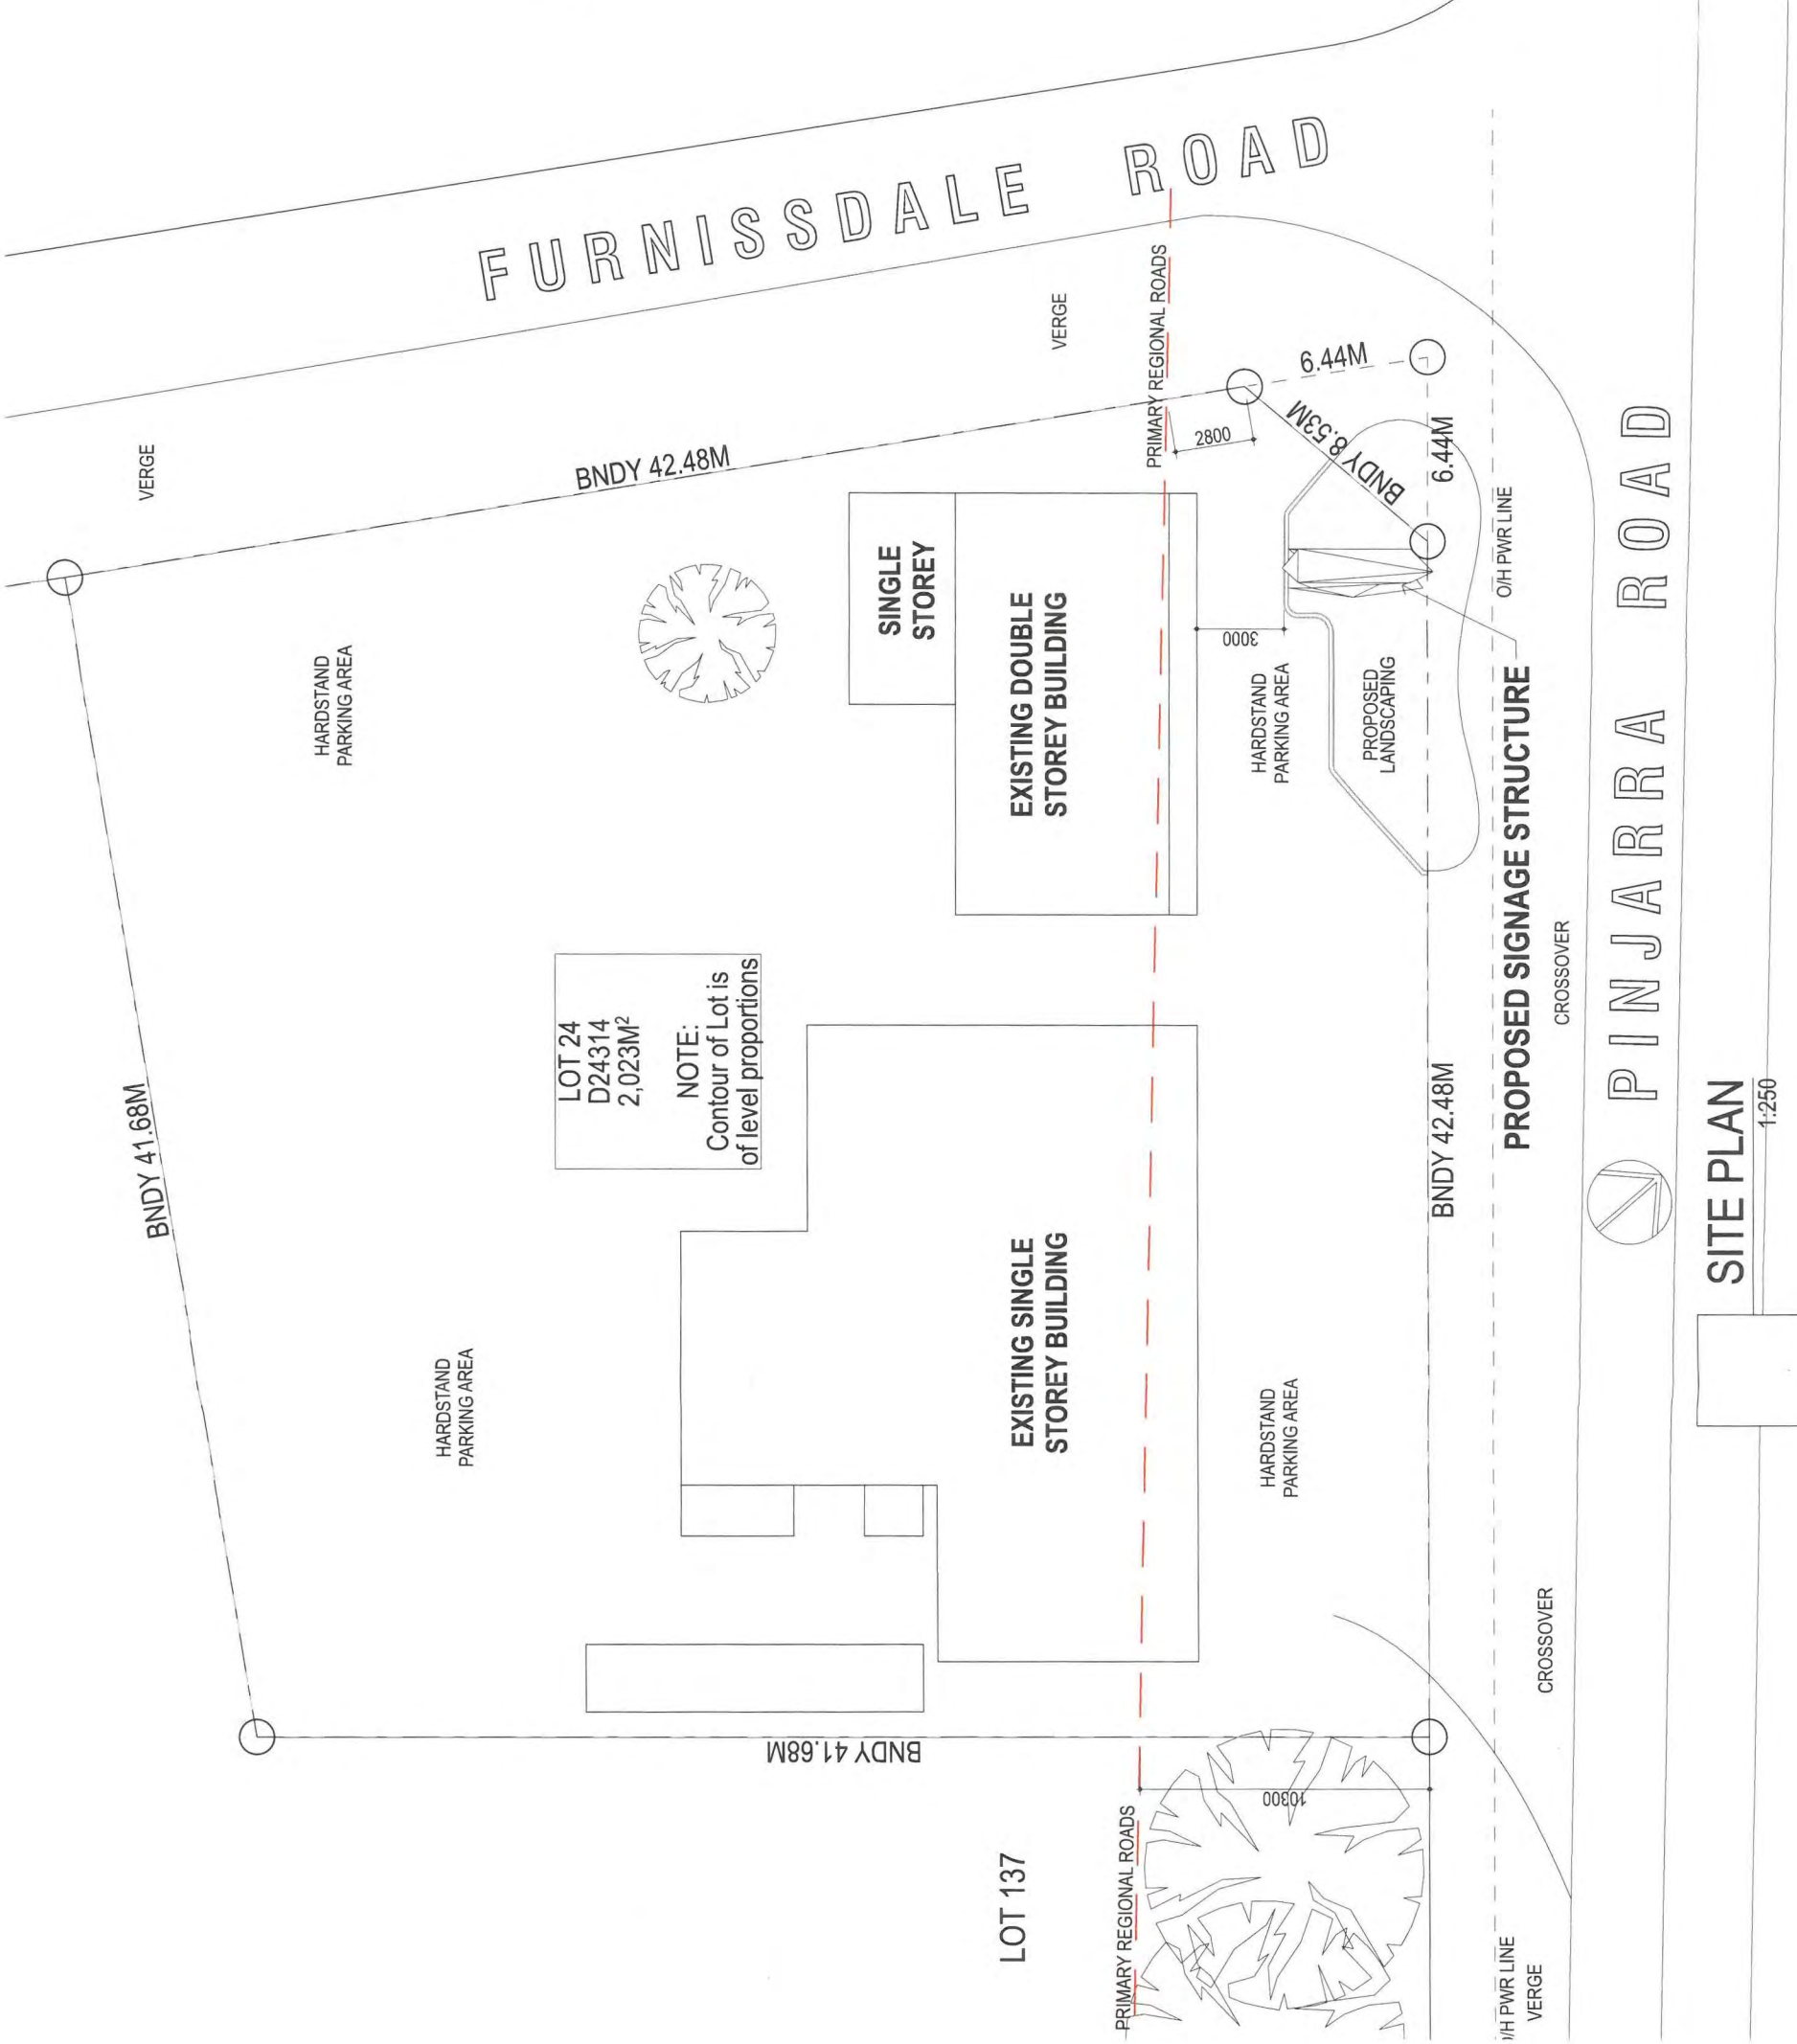 FURNISSDALE ROAD
VERGE
BNDY 42.48M
VERGE
PRIMARY REGIONAL ROADS
6.44M
2800
BNDY 8.53M
6.44M
O/H PWR LINE
HARDSTAND
PARKING AREA
SINGLE
STOREY
EXISTING DOUBLE
STOREY BUILDING
3000
HARDSTAND
PARKING AREA
PROPOSED
LANDSCAPING
PROPOSED SIGNAGE STRUCTURE
CROSSOVER
BNDY 41.68M
LOT 24
D24314
2,023M²
NOTE:
Contour of Lot is
of level proportions
BNDY 42.48M
PINJARRA ROAD
HARDSTAND
PARKING AREA
EXISTING SINGLE
STOREY BUILDING
HARDSTAND
PARKING AREA
BNDY 41.68M
10300
CROSSOVER
LOT 137
PRIMARY REGIONAL ROADS
/H PWR LINE
VERGE
SITE PLAN
1:250